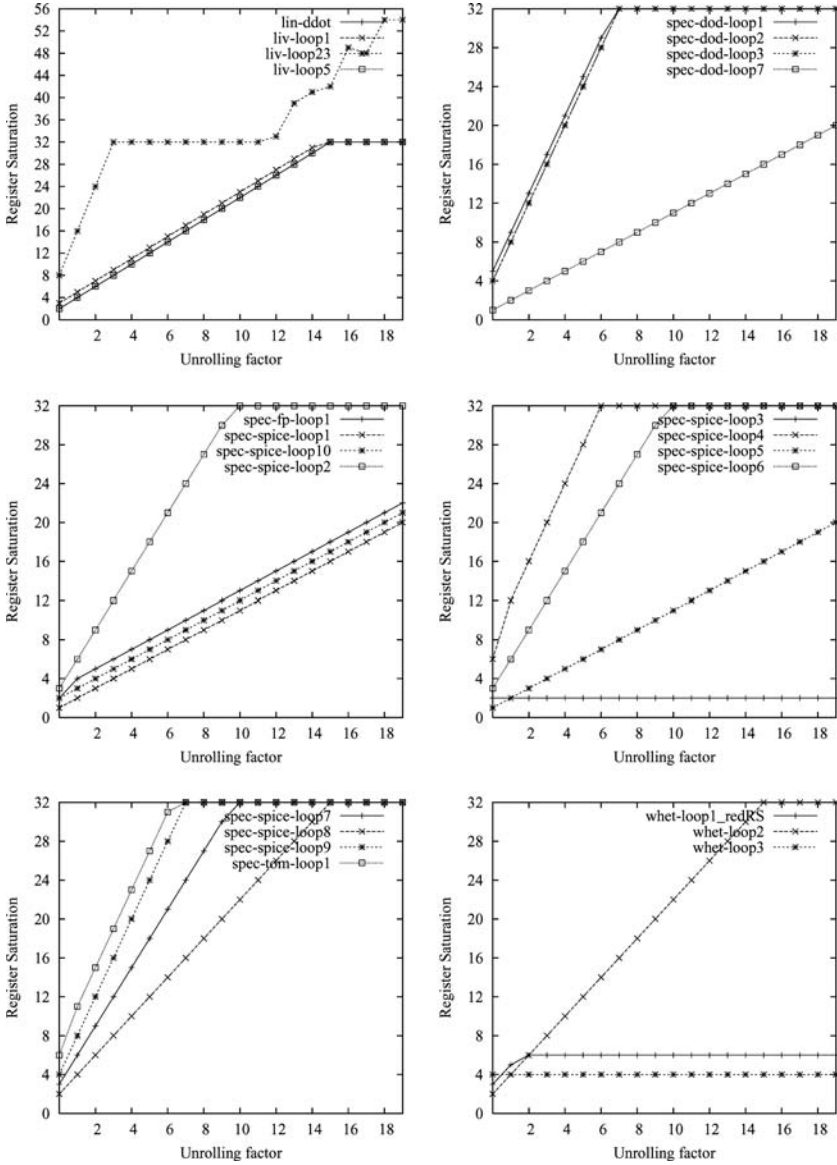 56
52
48
44
40
36
32
28
24
20
16
12
8
4
0
Register Saturation
lin-ddot
liv-loop1
liv-loop23
liv-loop5
2 4 6 8 10 12 14 16 18
Unrolling factor
32
28
24
20
16
12
8
4
0
Register Saturation
spec-dod-loop1
spec-dod-loop2
spec-dod-loop3
spec-dod-loop7
2 4 6 8 10 12 14 16 18
Unrolling factor
32
28
24
20
16
12
8
4
0
Register Saturation
spec-fp-loop1
spec-spice-loop1
spec-spice-loop10
spec-spice-loop2
2 4 6 8 10 12 14 16 18
Unrolling factor
32
28
24
20
16
12
8
4
0
Register Saturation
spec-spice-loop3
spec-spice-loop4
spec-spice-loop5
spec-spice-loop6
2 4 6 8 10 12 14 16 18
Unrolling factor
32
28
24
20
16
12
8
4
0
Register Saturation
spec-spice-loop7
spec-spice-loop8
spec-spice-loop9
spec-tom-loop1
2 4 6 8 10 12 14 16 18
Unrolling factor
32
28
24
20
16
12
8
4
0
Register Saturation
whet-loop1_redRS
whet-loop2
whet-loop3
2 4 6 8 10 12 14 16 18
Unrolling factor